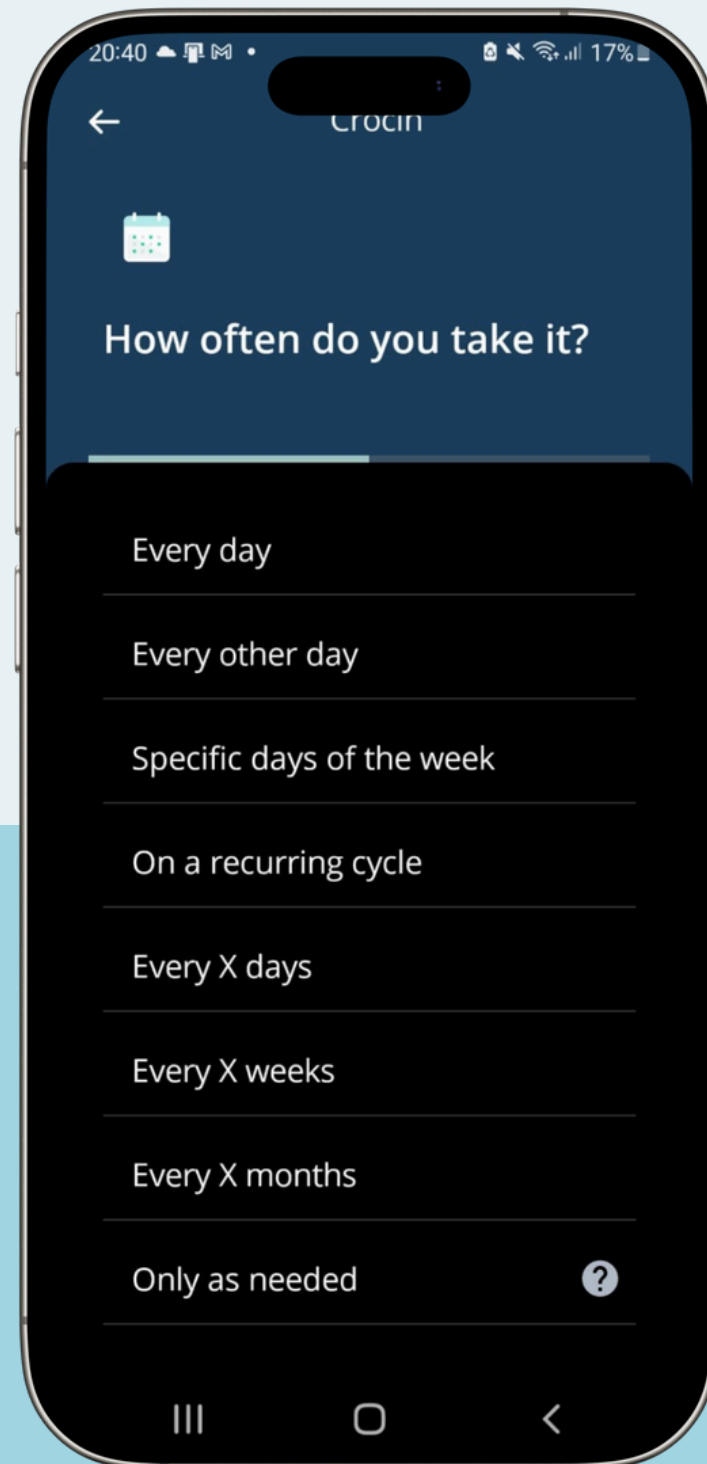 20:40
17%
Crocin
How often do you take it?
Every day
Every other day
Specific days of the week
On a recurring cycle
Every X days
Every X weeks
Every X months
Only as needed
?